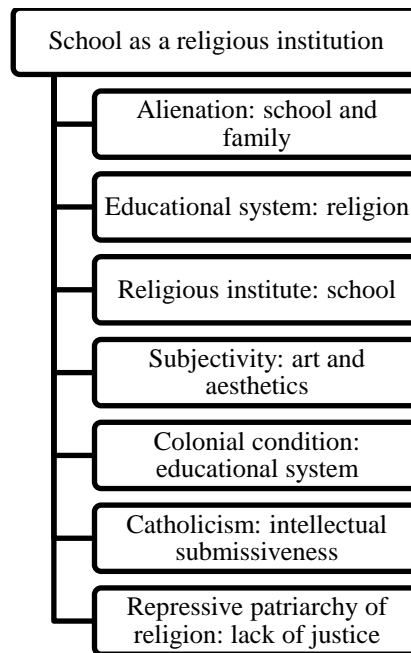 School as a religious institution
Alienation: school and
family
Educational system: religion
Religious institute: school
Subjectivity: art and
aesthetics
Colonial condition:
educational system
Catholicism: intellectual
submissiveness
Repressive patriarchy of
religion: lack of justice